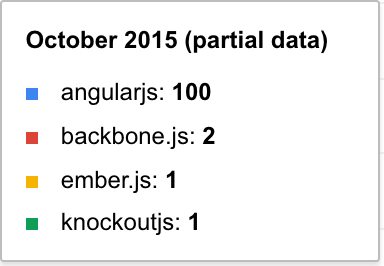 October 2015 (partial data)
angularjs: 100
backbone.js: 2
ember.js: 1
knockoutjs: 1